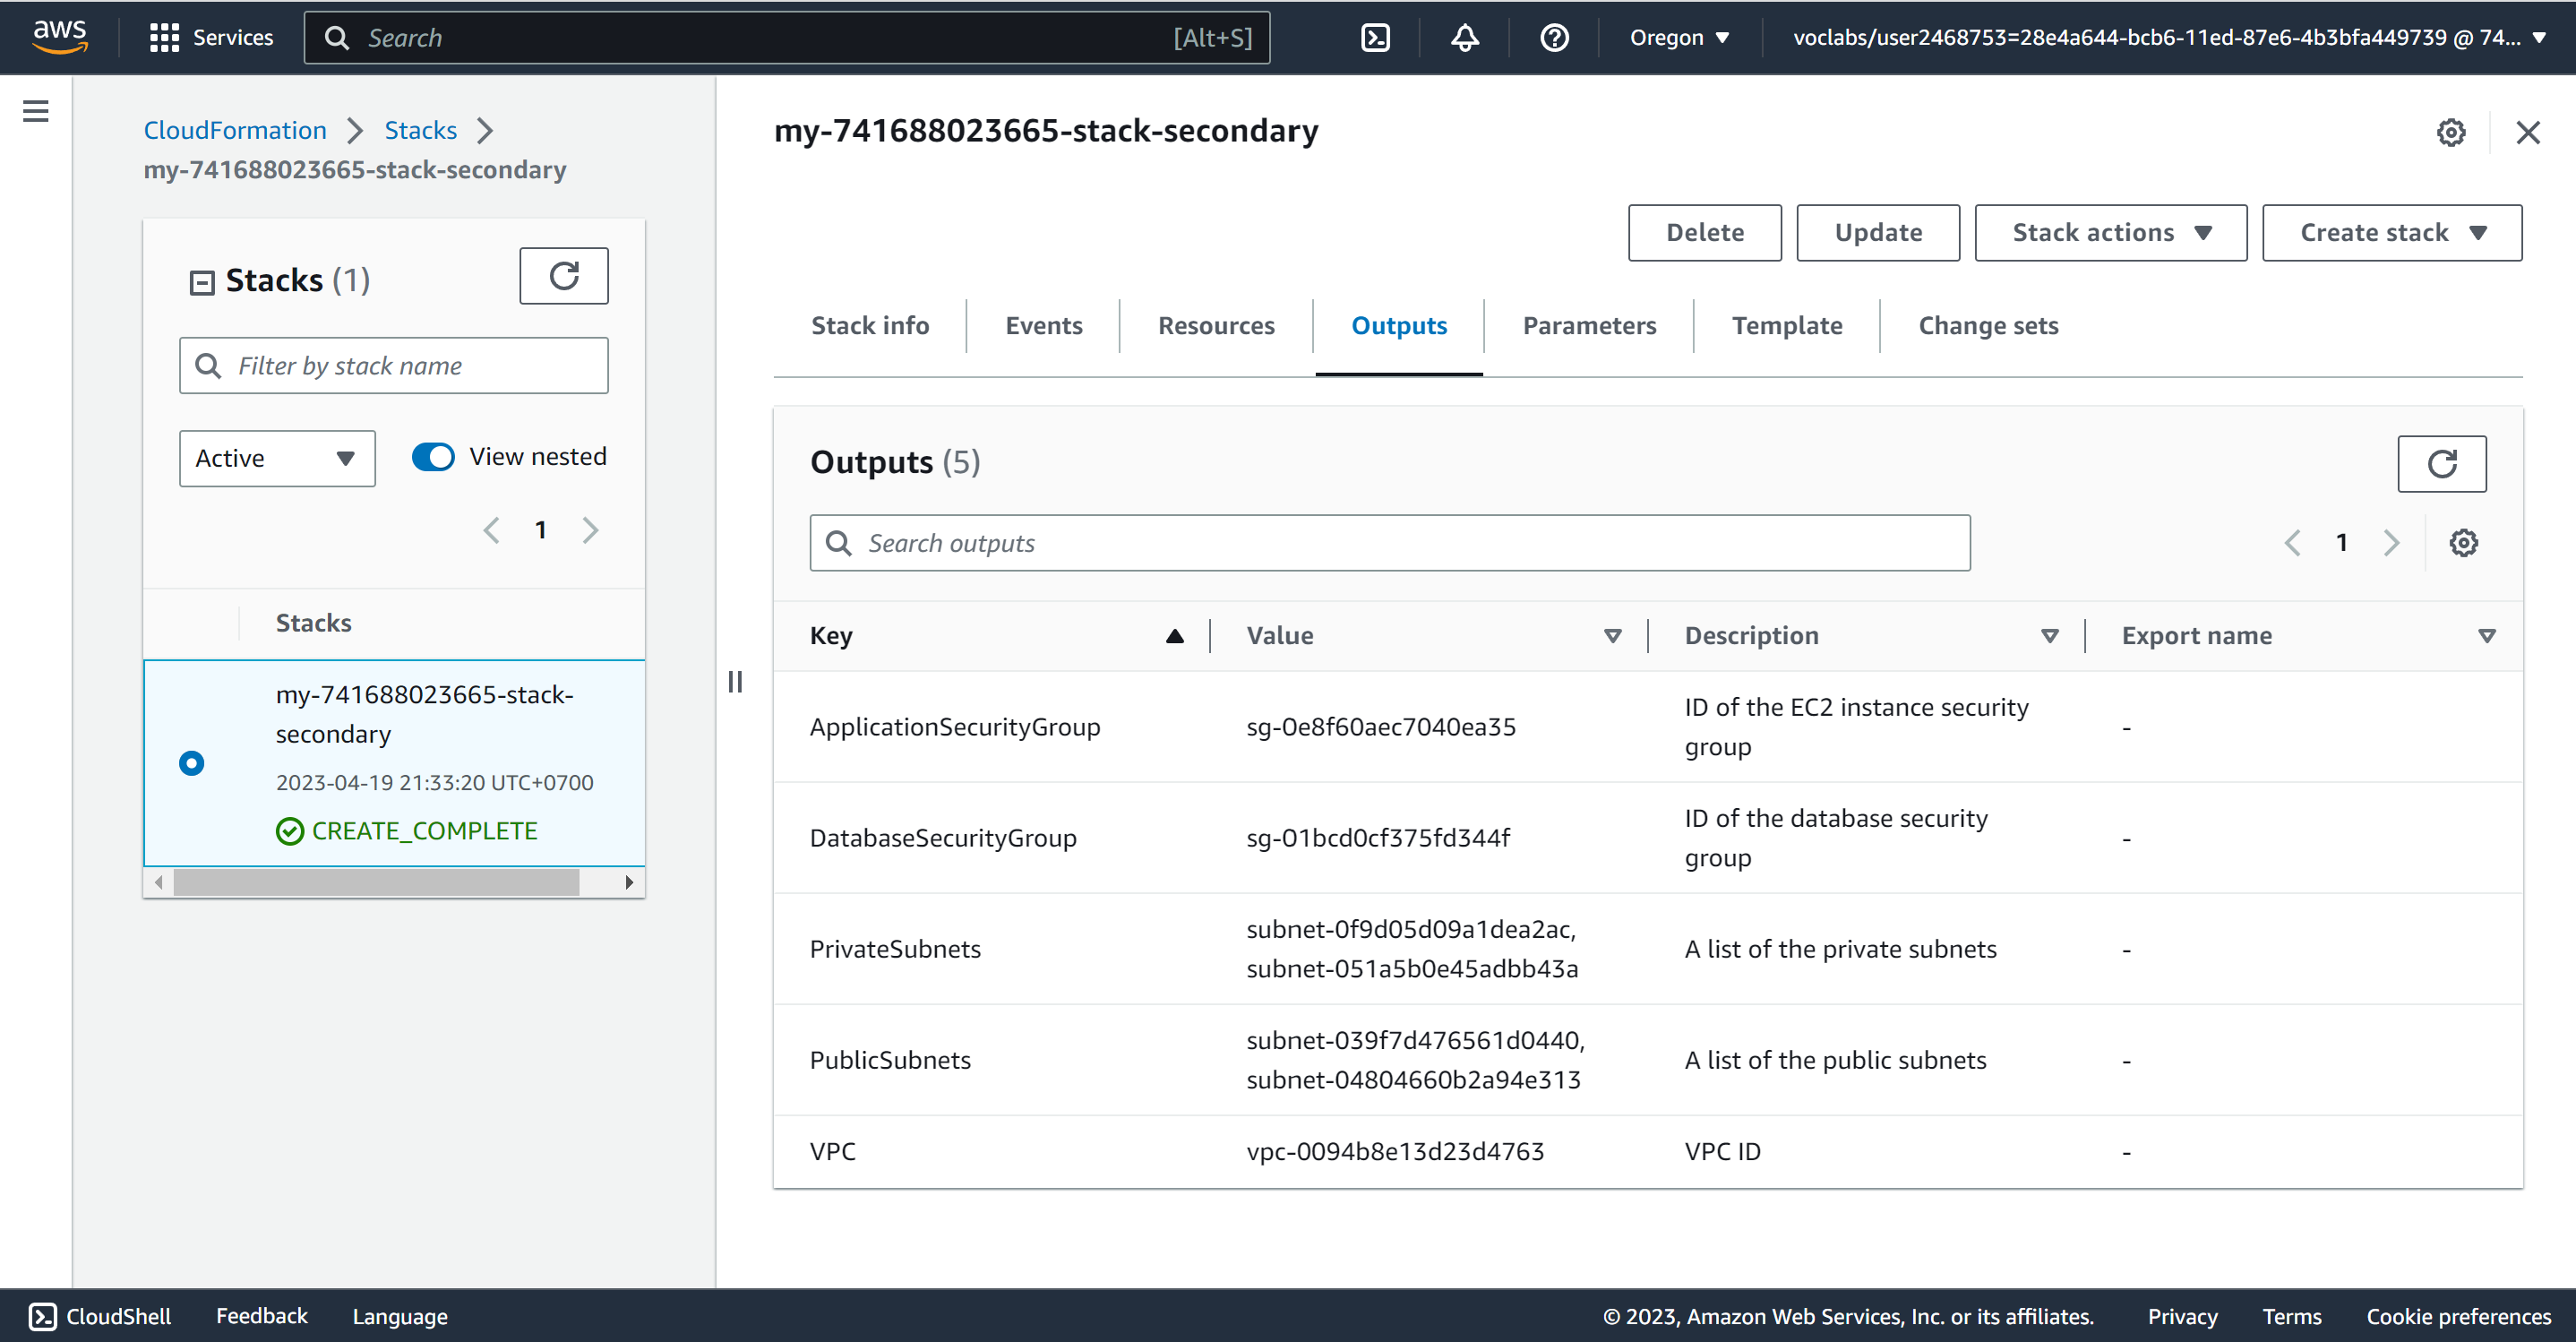 aws
Services
Search
[Alt+S]
Oregon
voclabs/user2468753=28e4a644-bcb6-11ed-87e6-4b3bfa449739 @ 74...
CloudFormation
Stacks
my-741688023665-stack-secondary
Stacks (1)
Filter by stack name
Active
View nested
1
Stacks
my-741688023665-stack-
secondary
2023-04-19 21:33:20 UTC+0700
CREATE_COMPLETE
my-741688023665-stack-secondary
Delete
Update
Stack actions
Create stack
Stack info
Events
Resources
Outputs
Parameters
Template
Change sets
Outputs (5)
Search outputs
1
Key
Value
Description
Export name
ApplicationSecurityGroup
sg-0e8f60aec7040ea35
ID of the EC2 instance security
group
-
DatabaseSecurityGroup
sg-01bcd0cf375fd344f
ID of the database security
group
-
PrivateSubnets
subnet-0f9d05d09a1dea2ac,
subnet-051a5b0e45adbb43a
A list of the private subnets
-
PublicSubnets
subnet-039f7d476561d0440,
subnet-04804660b2a94e313
A list of the public subnets
-
VPC
vpc-0094b8e13d23d4763
VPC ID
-
CloudShell
Feedback
Language
© 2023, Amazon Web Services, Inc. or its affiliates.
Privacy
Terms
Cookie preferences